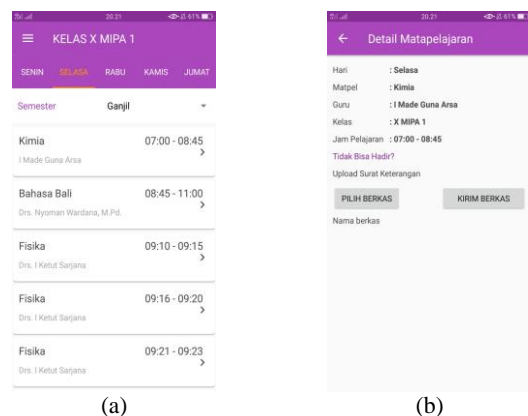 20.21
61%
KELAS X MIPA 1
SENIN SELASA RABU KAMIS JUMAT
Semester Ganjil
Kimia 07:00 - 08:45
I Made Guna Arsa
Bahasa Bali 08:45 - 11:00
Drs. Nyoman Wardana, M.Pd.
Fisika 09:10 - 09:15
Drs. I Ketut Sarjana
Fisika 09:16 - 09:20
Drs. I Ketut Sarjana
Fisika 09:21 - 09:23
Drs. I Ketut Sarjana
(a)
20.21
61%
Detail Matapelajaran
Hari : Selasa
Matpel : Kimia
Guru : I Made Guna Arsa
Kelas : X MIPA 1
Jam Pelajaran : 07:00 - 08:45
Tidak Bisa Hadir?
Upload Surat Keterangan
PILIH BERKAS KIRIM BERKAS
Nama berkas
(b)